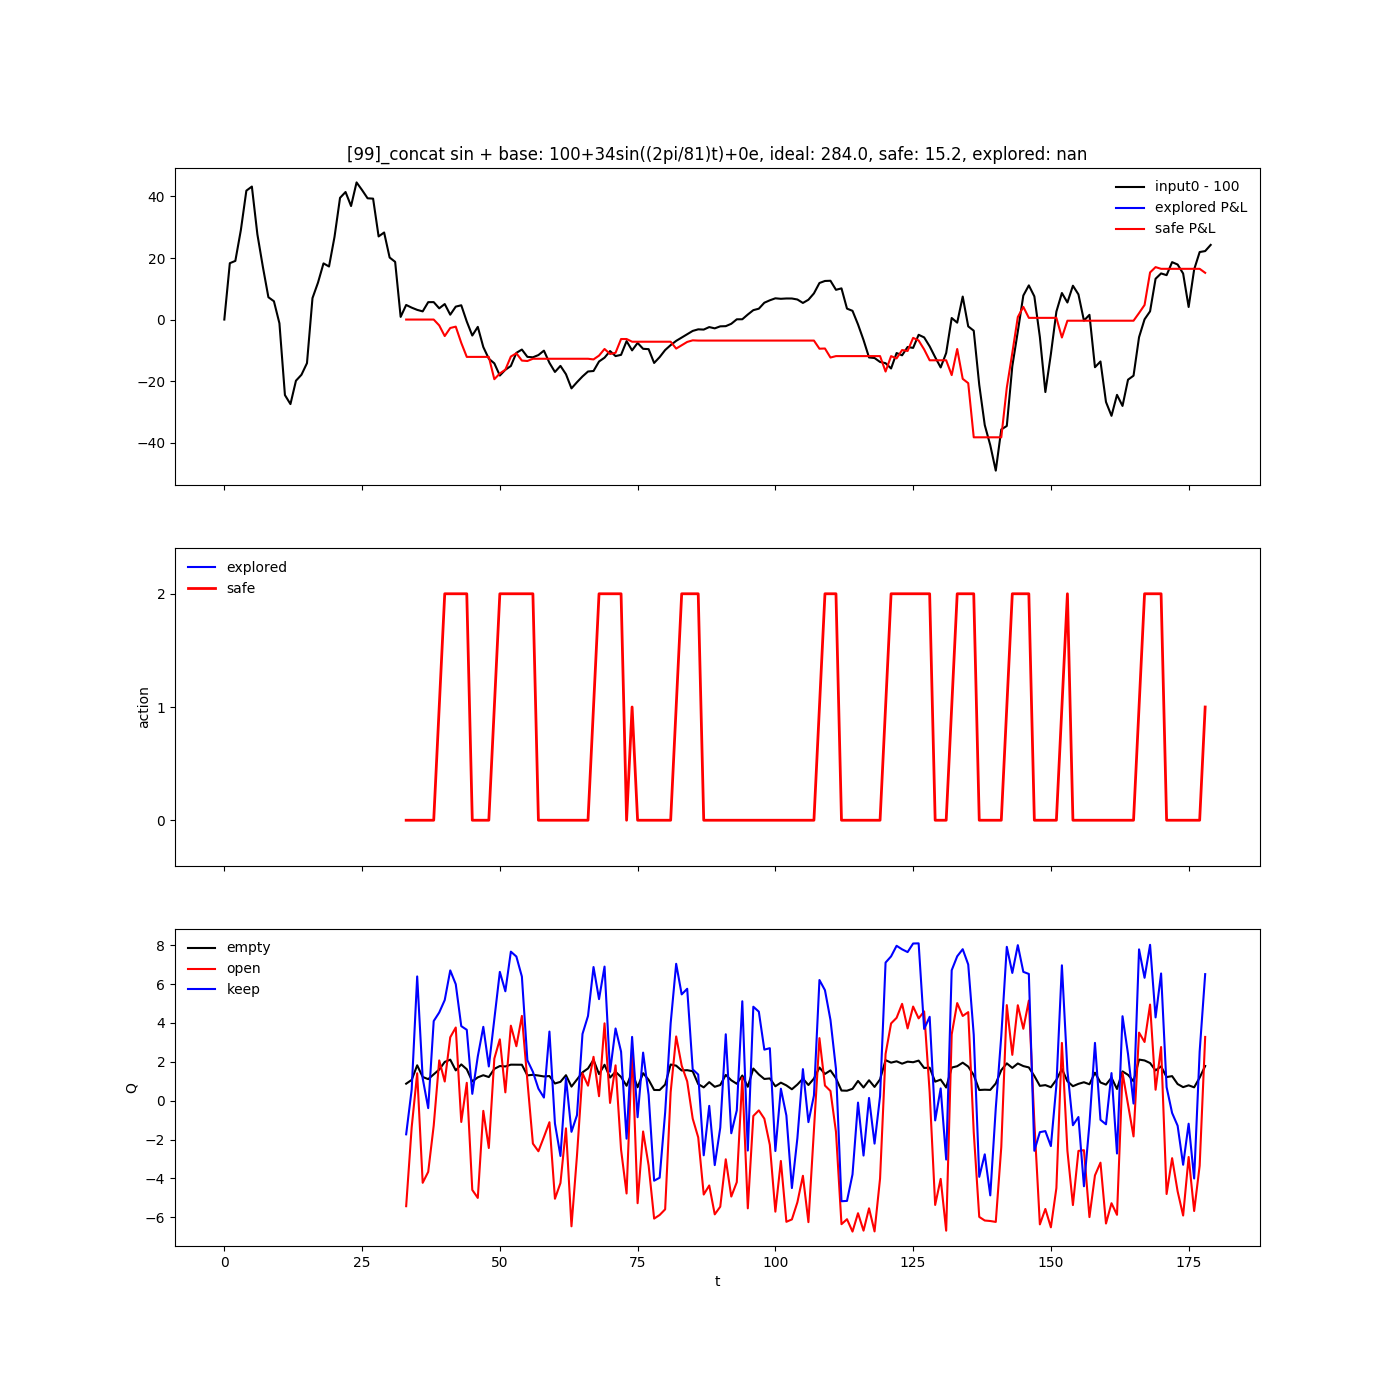 [99]_concat sin + base: 100+34sin((2pi/81)t)+0e, ideal: 284.0, safe: 15.2, explored: nan
input0 - 100
explored P&L
safe P&L
40
20
0
−20
−40
explored
safe
2
1
0
action
empty
open
keep
8
6
4
2
0
−2
−4
−6
Q
0 25 50 75 100 125 150 175
t